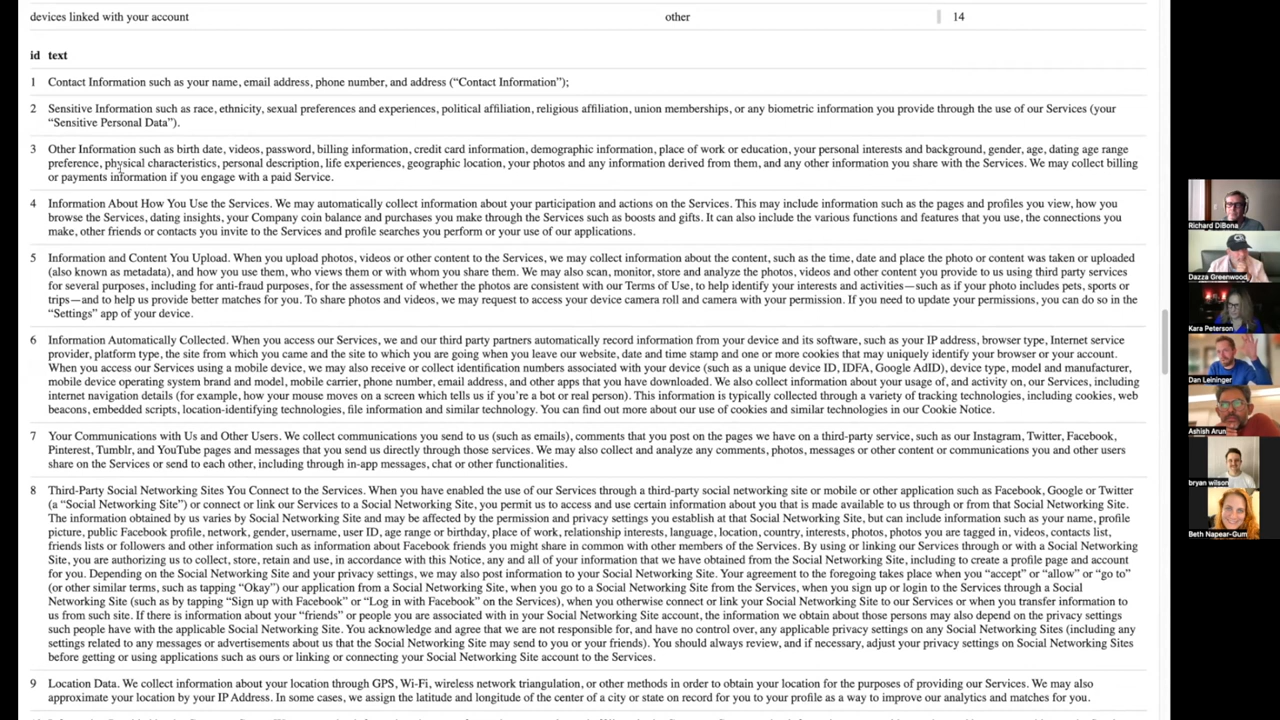 devices linked with your account other 14
id text
1 Contact Information such as your name, email address, phone number, and address (“Contact Information”);
2 Sensitive Information such as race, ethnicity, sexual preferences and experiences, political affiliation, religious affiliation, union memberships, or any biometric information you provide through the use of our Services (your
“Sensitive Personal Data”).
3 Other Information such as birth date, videos, password, billing information, credit card information, demographic information, place of work or education, your personal interests and background, gender, age, dating age range
preference, physical characteristics, personal description, life experiences, geographic location, your photos and any information derived from them, and any other information you share with the Services. We may collect billing
or payments information if you engage with a paid Service.
4 Information About How You Use the Services. We may automatically collect information about your participation and actions on the Services. This may include information such as the pages and profiles you view, how you
browse the Services, dating insights, your Company coin balance and purchases you make through the Services such as boosts and gifts. It can also include the various functions and features that you use, the connections you
make, other friends or contacts you invite to the Services and profile searches you perform or your use of our applications.
5 Information and Content You Upload. When you upload photos, videos or other content to the Services, we may collect information about the content, such as the time, date and place the photo or content was taken or uploaded
(also known as metadata), and how you use them, who views them or with whom you share them. We may also scan, monitor, store and analyze the photos, videos and other content you provide to us using third party services
for several purposes, including for anti-fraud purposes, for the assessment of whether the photos are consistent with our Terms of Use, to help identify your interests and activities—such as if your photo includes pets, sports or
trips—and to help us provide better matches for you. To share photos and videos, we may request to access your device camera roll and camera with your permission. If you need to update your permissions, you can do so in the
“Settings” app of your device.
6 Information Automatically Collected. When you access our Services, we and our third party partners automatically record information from your device and its software, such as your IP address, browser type, Internet service
provider, platform type, the site from which you came and the site to which you are going when you leave our website, date and time stamp and one or more cookies that may uniquely identify your browser or your account.
When you access our Services using a mobile device, we may also receive or collect identification numbers associated with your device (such as a unique device ID, IDFA, Google AdID), device type, model and manufacturer,
mobile device operating system brand and model, mobile carrier, phone number, email address, and other apps that you have downloaded. We also collect information about your usage of, and activity on, our Services, including
internet navigation details (for example, how your mouse moves on a screen which tells us if you’re a bot or real person). This information is typically collected through a variety of tracking technologies, including cookies, web
beacons, embedded scripts, location-identifying technologies, file information and similar technology. You can find out more about our use of cookies and similar technologies in our Cookie Notice.
7 Your Communications with Us and Other Users. We collect communications you send to us (such as emails), comments that you post on the pages we have on a third-party service, such as our Instagram, Twitter, Facebook,
Pinterest, Tumblr, and YouTube pages and messages that you send us directly through those services. We may also collect and analyze any comments, photos, messages or other content or communications you and other users
share on the Services or send to each other, including through in-app messages, chat or other functionalities.
8 Third-Party Social Networking Sites You Connect to the Services. When you have enabled the use of our Services through a third-party social networking site or mobile or other application such as Facebook, Google or Twitter
(a “Social Networking Site”) or connect or link our Services to a Social Networking Site, you permit us to access and use certain information about you that is made available to us through or from that Social Networking Site.
The information obtained by us varies by Social Networking Site and may be affected by the permission and privacy settings you establish at that Social Networking Site, but can include information such as your name, profile
picture, public Facebook profile, network, gender, username, user ID, age range or birthday, place of work, relationship interests, language, location, country, interests, photos, photos you are tagged in, videos, contacts list,
friends lists or followers and other information such as information about Facebook friends you might share in common with other members of the Services. By using or linking our Services through or with a Social Networking
Site, you are authorizing us to collect, store, retain and use, in accordance with this Notice, any and all of your information that we have obtained from the Social Networking Site, including to create a profile page and account
for you. Depending on the Social Networking Site and your privacy settings, we may also post information to your Social Networking Site. Your agreement to the foregoing takes place when you “accept” or “allow” or “go to”
(or other similar terms, such as tapping “Okay”) our application from a Social Networking Site, when you go to a Social Networking Site from the Services, when you sign up or login to the Services through a Social
Networking Site (such as by tapping “Sign up with Facebook” or “Log in with Facebook” on the Services), when you otherwise connect or link your Social Networking Site to our Services or when you transfer information to
us from such site. If there is information about your “friends” or people you are associated with in your Social Networking Site account, the information we obtain about those persons may also depend on the privacy settings
such people have with the applicable Social Networking Site. You acknowledge and agree that we are not responsible for, and have no control over, any applicable privacy settings on any Social Networking Sites (including any
settings related to any messages or advertisements about us that the Social Networking Site may send to you or your friends). You should always review, and if necessary, adjust your privacy settings on Social Networking Sites
before getting or using applications such as ours or linking or connecting your Social Networking Site account to the Services.
9 Location Data. We collect information about your location through GPS, Wi-Fi, wireless network triangulation, or other methods in order to obtain your location for the purposes of providing our Services. We may also
approximate your location by your IP Address. In some cases, we assign the latitude and longitude of the center of a city or state on record for you to your profile as a way to improve our analytics and matches for you.
Richard DiBona
Dazza Greenwood,
Kara Peterson
Dan Leininger
Ashish Arun
bryan wilson
Beth Napear-Gum